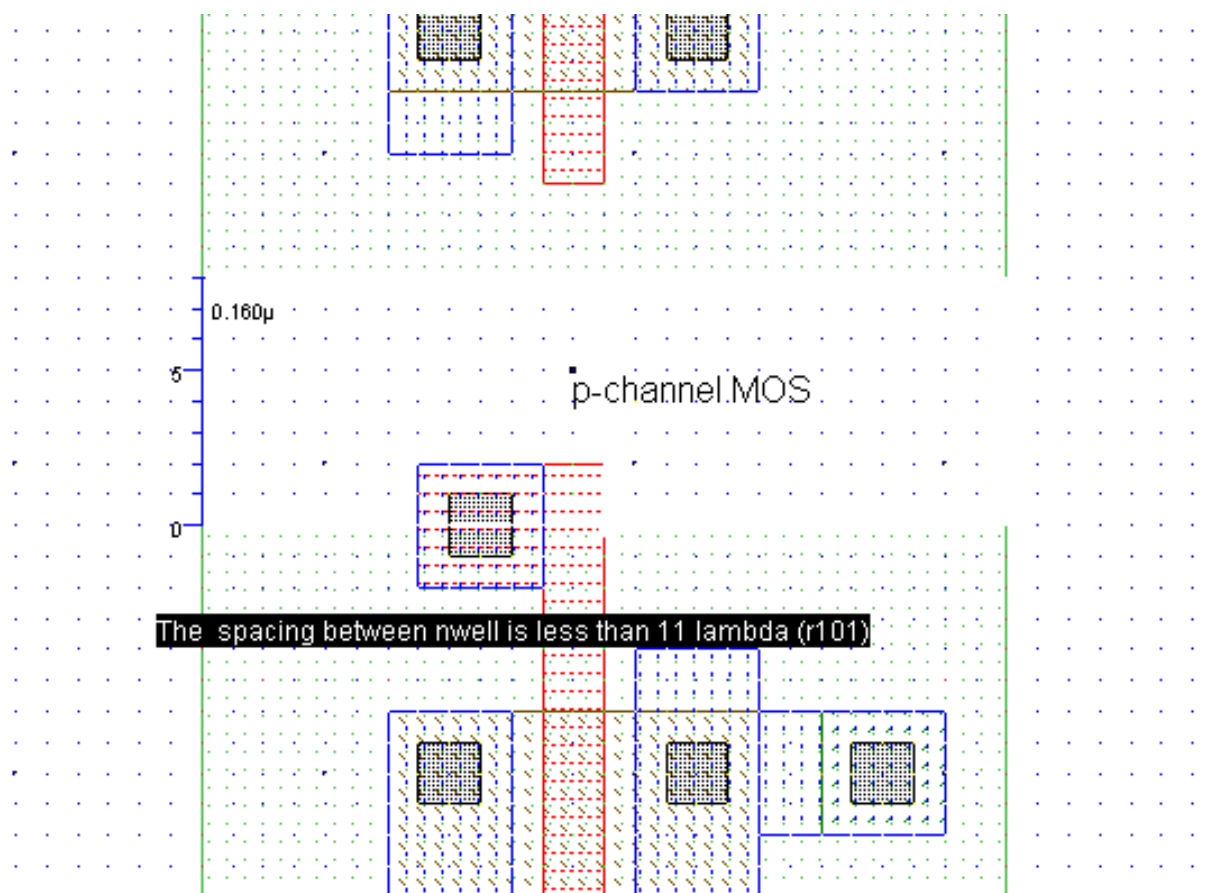 0.160µ
5
p-channel MOS
0
The  spacing between nwell is less than 11 lambda (r101)